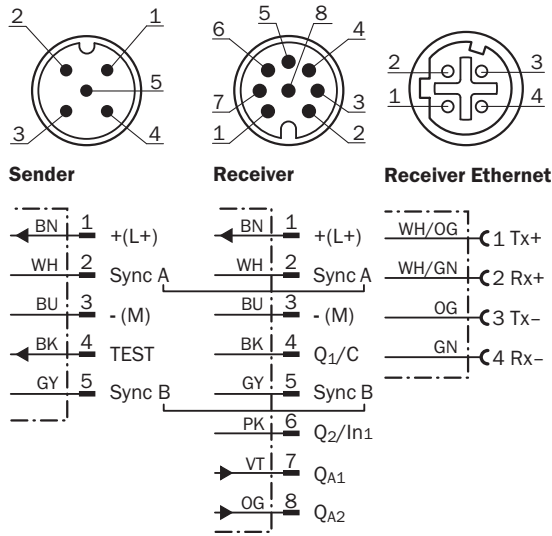 2 1 5 3 4
5 8 6 4 7 3 1 2
2 3 1 4
Sender
Receiver
Receiver Ethernet
BN 1 +(L+)
WH 2 Sync A
BU 3 - (M)
BK 4 TEST
GY 5 Sync B
BN 1 +(L+)
WH 2 Sync A
BU 3 - (M)
BK 4 Q1/C
GY 5 Sync B
PK 6 Q2/In1
VT 7 QA1
OG 8 QA2
WH/OG 1 Tx+
WH/GN 2 Rx+
OG 3 Tx–
GN 4 Rx–